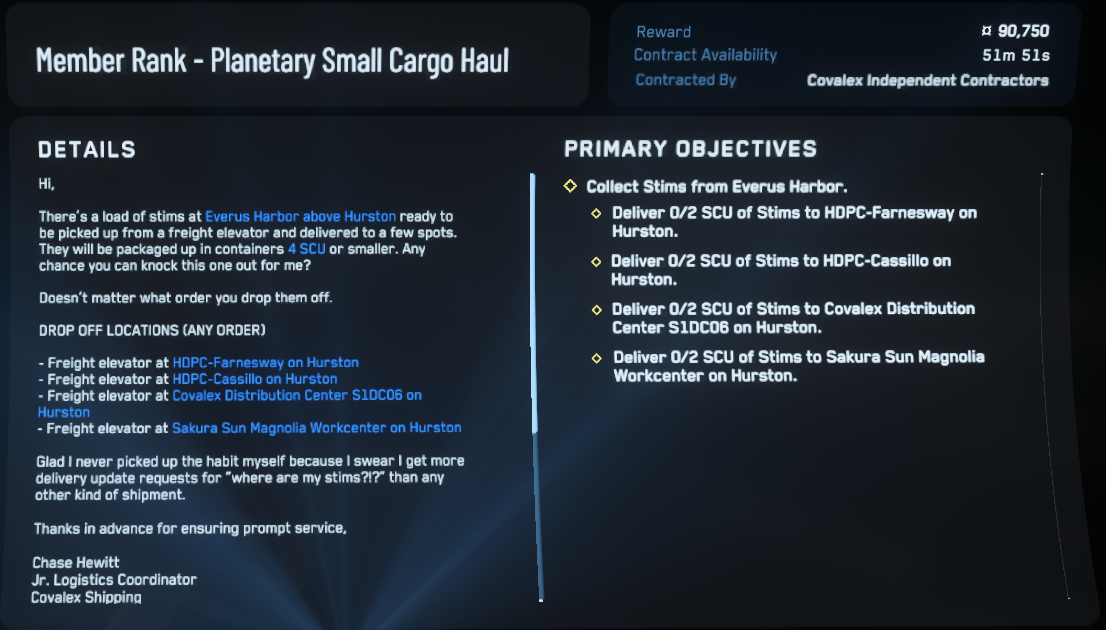 Member Rank - Planetary Small Cargo Haul
Reward ¤ 90,750
Contract Availability 51m 51s
Contracted By Covalex Independent Contractors
DETAILS
Hi,
There's a load of stims at Everus Harbor above Hurston ready to
be picked up from a freight elevator and delivered to a few spots.
They will be packaged up in containers 4 SCU or smaller. Any
chance you can knock this one out for me?
Doesn't matter what order you drop them off.
DROP OFF LOCATIONS (ANY ORDER)
- Freight elevator at HDPC-Farnesway on Hurston
- Freight elevator at HDPC-Cassillo on Hurston
- Freight elevator at Covalex Distribution Center S1DC06 on
Hurston
- Freight elevator at Sakura Sun Magnolia Workcenter on Hurston
Glad I never picked up the habit myself because I swear I get more
delivery update requests for "where are my stims?!?" than any
other kind of shipment.
Thanks in advance for ensuring prompt service,
Chase Hewitt
Jr. Logistics Coordinator
Covalex Shipping
PRIMARY OBJECTIVES
Collect Stims from Everus Harbor.
Deliver 0/2 SCU of Stims to HDPC-Farnesway on
Hurston.
Deliver 0/2 SCU of Stims to HDPC-Cassillo on
Hurston.
Deliver 0/2 SCU of Stims to Covalex Distribution
Center S1DC06 on Hurston.
Deliver 0/2 SCU of Stims to Sakura Sun Magnolia
Workcenter on Hurston.